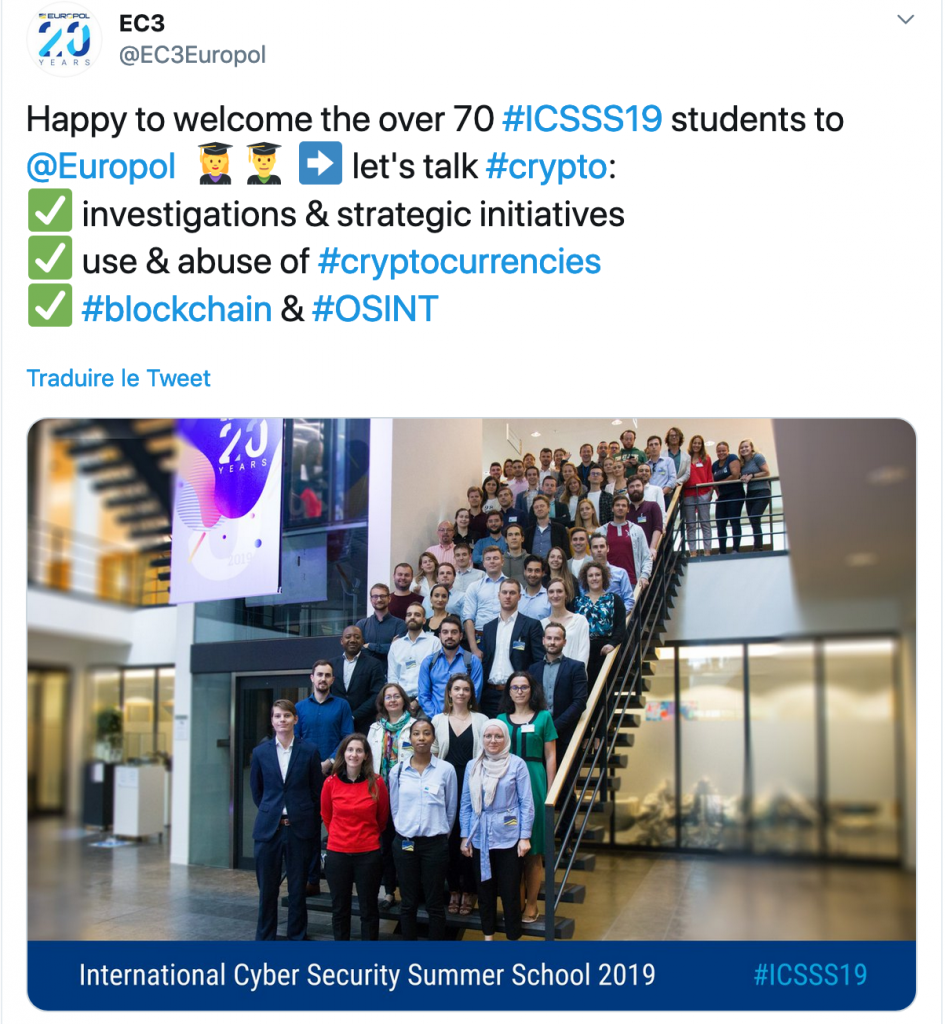 EUROPOL
20
YEARS
EC3
@EC3Europol
Happy to welcome the over 70 #ICSSS19 students to
@Europol 👩‍🎓 👨‍🎓 ➡️ let's talk #crypto:
✅ investigations & strategic initiatives
✅ use & abuse of #cryptocurrencies
✅ #blockchain & #OSINT
Traduire le Tweet
20
YEARS
2019
International Cyber Security Summer School 2019 #ICSSS19